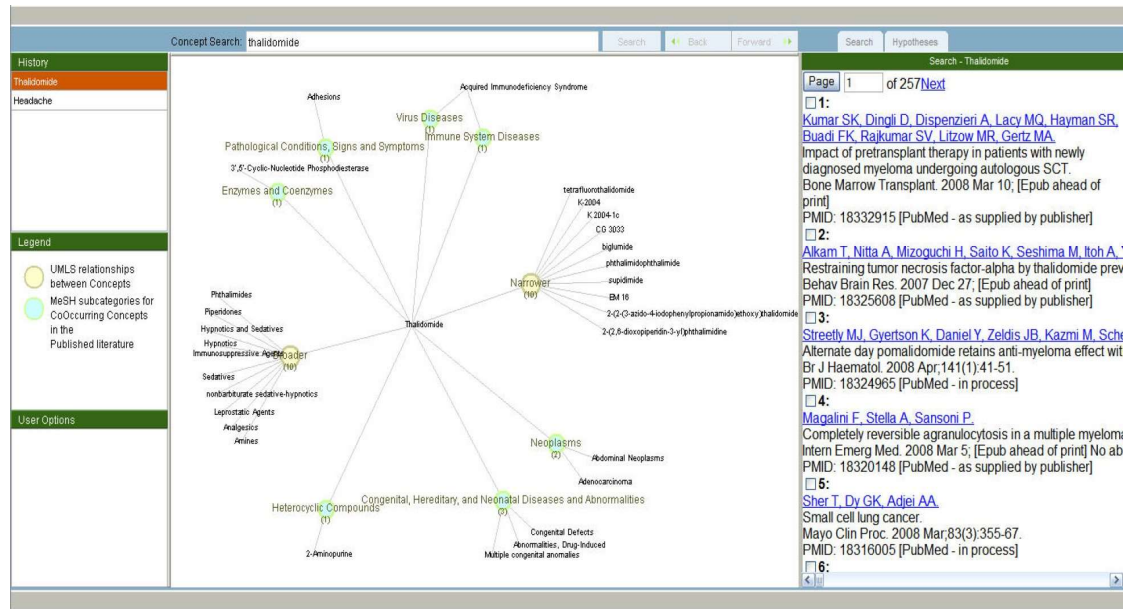 Concept Search: thalidomide Search Back Forward Search Hypotheses
History
Thalidomide
Headache
Legend
UMLS relationships
between Concepts
MeSH subcategories for
CoOccurring Concepts
in the
Published literature
User Options
Adhesions
Acquired Immunodeficiency Syndrome
Virus Diseases
(1)
Immune System Diseases
(1)
Pathological Conditions, Signs and Symptoms
(1)
3',5'-Cyclic-Nucleotide Phosphodiesterase
Enzymes and Coenzymes
(1)
tetrafluorothalidomide
K-2004
K 2004-1c
CG 3033
biglumide
phthalimidophthalimide
supidimide
EM 16
2-(2-(3-azido-4-iodophenylpropionamido)ethoxy)thalidomide
2-(2,6-dioxopiperidin-3-yl)phthalimidine
Narrower
(10)
Thalidomide
Phthalimides
Piperidones
Hypnotics and Sedatives
Hypnotics
Immunosuppressive Agents
Broader
(10)
Sedatives
nonbarbiturate sedative-hypnotics
Leprostatic Agents
Analgesics
Amines
Neoplasms
(2)
Abdominal Neoplasms
Adenocarcinoma
Heterocyclic Compounds
(1)
2-Aminopurine
Congenital, Hereditary, and Neonatal Diseases and Abnormalities
(3)
Congenital Defects
Abnormalities, Drug-Induced
Multiple congenital anomalies
Search - Thalidomide
Page 1 of 257Next
1:
Kumar SK, Dingli D, Dispenzieri A, Lacy MQ, Hayman SR,
Buadi FK, Rajkumar SV, Litzow MR, Gertz MA.
Impact of pretransplant therapy in patients with newly
diagnosed myeloma undergoing autologous SCT.
Bone Marrow Transplant. 2008 Mar 10; [Epub ahead of
print]
PMID: 18332915 [PubMed - as supplied by publisher]
2:
Alkam T, Nitta A, Mizoguchi H, Saito K, Seshima M, Itoh A,
Restraining tumor necrosis factor-alpha by thalidomide prev
Behav Brain Res. 2007 Dec 27; [Epub ahead of print]
PMID: 18325608 [PubMed - as supplied by publisher]
3:
Streetly MJ, Gyertson K, Daniel Y, Zeldis JB, Kazmi M, Sche
Alternate day pomalidomide retains anti-myeloma effect wit
Br J Haematol. 2008 Apr;141(1):41-51.
PMID: 18324965 [PubMed - in process]
4:
Magalini F, Stella A, Sansoni P.
Completely reversible agranulocytosis in a multiple myeloma
Intern Emerg Med. 2008 Mar 5; [Epub ahead of print] No ab
PMID: 18320148 [PubMed - as supplied by publisher]
5:
Sher T, Dy GK, Adjei AA.
Small cell lung cancer.
Mayo Clin Proc. 2008 Mar;83(3):355-67.
PMID: 18316005 [PubMed - in process]
6: